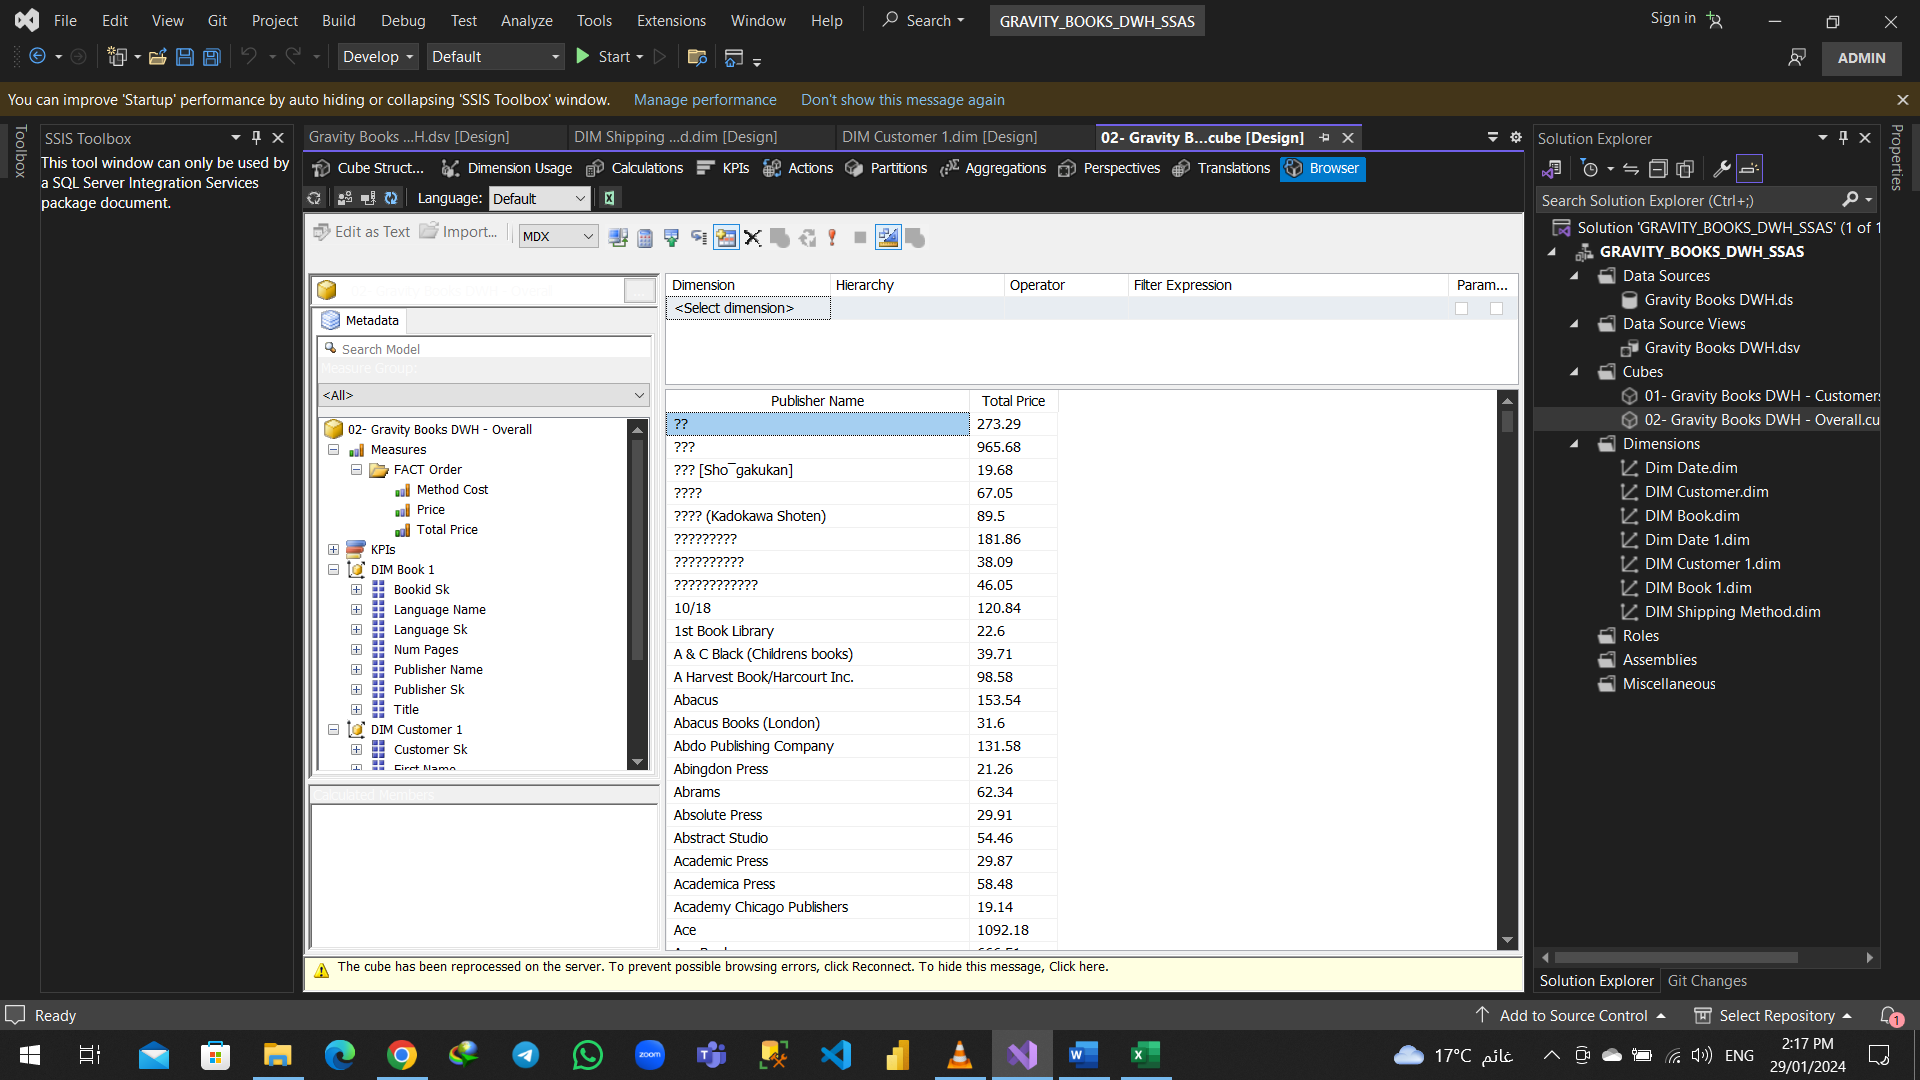 File Edit View Git Project Build Debug Test Analyze Tools Extensions Window Help Search GRAVITY_BOOKS_DWH_SSAS Sign in
Develop Default Start ADMIN
You can improve 'Startup' performance by auto hiding or collapsing 'SSIS Toolbox' window. Manage performance Don't show this message again
SSIS Toolbox
SSIS Toolbox
This tool window can only be used by
a SQL Server Integration Services
package document.
Gravity Books ...H.dsv [Design] DIM Shipping ...d.dim [Design] DIM Customer 1.dim [Design] 02- Gravity B...cube [Design]
Cube Struct... Dimension Usage Calculations KPIs Actions Partitions Aggregations Perspectives Translations Browser
Language: Default
Edit as Text Import... MDX
Metadata
Search Model
Measure Group:
<All>
02- Gravity Books DWH - Overall
Measures
FACT Order
Method Cost
Price
Total Price
KPIs
DIM Book 1
Bookid Sk
Language Name
Language Sk
Num Pages
Publisher Name
Publisher Sk
Title
DIM Customer 1
Customer Sk
First Name
Calculated Members
Dimension Hierarchy Operator Filter Expression Param...
<Select dimension>
Publisher Name Total Price
?? 273.29
??? 965.68
??? [Sho¯gakukan] 19.68
???? 67.05
???? (Kadokawa Shoten) 89.5
????????? 181.86
?????????? 38.09
???????????? 46.05
10/18 120.84
1st Book Library 22.6
A & C Black (Childrens books) 39.71
A Harvest Book/Harcourt Inc. 98.58
Abacus 153.54
Abacus Books (London) 31.6
Abdo Publishing Company 131.58
Abingdon Press 21.26
Abrams 62.34
Absolute Press 29.91
Abstract Studio 54.46
Academic Press 29.87
Academica Press 58.48
Academy Chicago Publishers 19.14
Ace 1092.18
The cube has been reprocessed on the server. To prevent possible browsing errors, click Reconnect. To hide this message, Click here.
Solution Explorer
Search Solution Explorer (Ctrl+;)
Solution 'GRAVITY_BOOKS_DWH_SSAS' (1 of 1
GRAVITY_BOOKS_DWH_SSAS
Data Sources
Gravity Books DWH.ds
Data Source Views
Gravity Books DWH.dsv
Cubes
01- Gravity Books DWH - Customers
02- Gravity Books DWH - Overall.cu
Dimensions
Dim Date.dim
DIM Customer.dim
DIM Book.dim
Dim Date 1.dim
DIM Customer 1.dim
DIM Book 1.dim
DIM Shipping Method.dim
Roles
Assemblies
Miscellaneous
Solution Explorer Git Changes
Properties
Ready Add to Source Control Select Repository 1
zoom 17°C غائم ENG 2:17 PM
29/01/2024